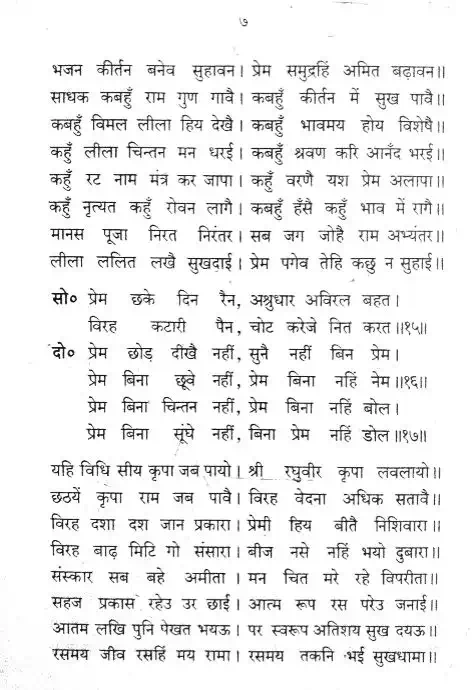 ७
भजन कीर्तन बनेव सुहावन। प्रेम समुद्रहिं अमित बढ़ावन॥
साधक कबहुँ राम गुण गावै। कबहुँ कीर्तन में सुख पावै॥
कबहुँ विमल लीला हिय देखै। कबहुँ भावमय होय विशेषै॥
कहुँ लीला चिन्तन मन धरई। कबहुँ श्रवण करि आनँद भरई॥
कहुँ रट नाम मंत्र कर जापा। कहुँ वरणै यश प्रेम अलापा॥
कहुँ नृत्यत कहुँ रोवन लागै। कबहुँ हँसै कहुँ भाव में रागै॥
मानस पूजा निरत निरंतर। सब जग जोहै राम अभ्यंतर॥
लीला ललित लखै सुखदाई। प्रेम पगेव तेहि कछु न सुहाई॥
सो० प्रेम छके दिन रैन, अश्रुधार अविरल बहत।
विरह कटारी पैन, चोट करेजे नित करत॥१५॥
दो० प्रेम छोड़ दीखै नहीं, सुनै नहीं बिन प्रेम।
प्रेम बिना छूवे नहीं, प्रेम बिना नहिं नेम॥१६॥
प्रेम बिना चिन्तन नहीं, प्रेम बिना नहिं बोल।
प्रेम बिना सूंघे नहीं, बिना प्रेम नहिं डोल॥१७॥
यहि विधि सीय कृपा जब पायो। श्री रघुवीर कृपा लवलायो॥
छठयें कृपा राम जब पावै। विरह वेदना अधिक सतावै॥
विरह दशा दश जान प्रकारा। प्रेमी हिय बीतै निशिवारा॥
विरह बाढ़ मिटि गो संसारा। बीज नसे नहिं भयो दुबारा॥
संस्कार सब बहे अमीता। मन चित मरे रहे विपरीता॥
सहज प्रकास रहेउ उर छाई। आत्म रूप रस परेउ जनाई॥
आतम लखि पुनि पेखत भयऊ। पर स्वरूप अतिशय सुख दयऊ॥
रसमय जीव रसहिं मय रामा। रसमय तकनि भई सुखधामा॥